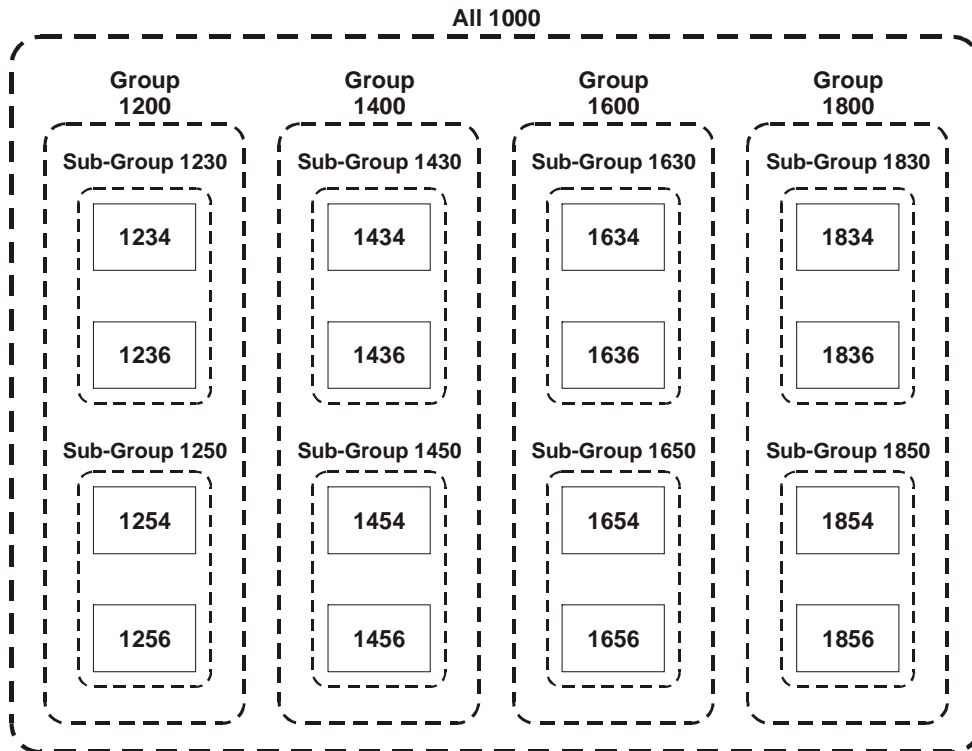 All 1000
Group
1200
Group
1400
Group
1600
Group
1800
Sub-Group 1230
Sub-Group 1430
Sub-Group 1630
Sub-Group 1830
1234
1434
1634
1834
1236
1436
1636
1836
Sub-Group 1250
Sub-Group 1450
Sub-Group 1650
Sub-Group 1850
1254
1454
1654
1854
1256
1456
1656
1856